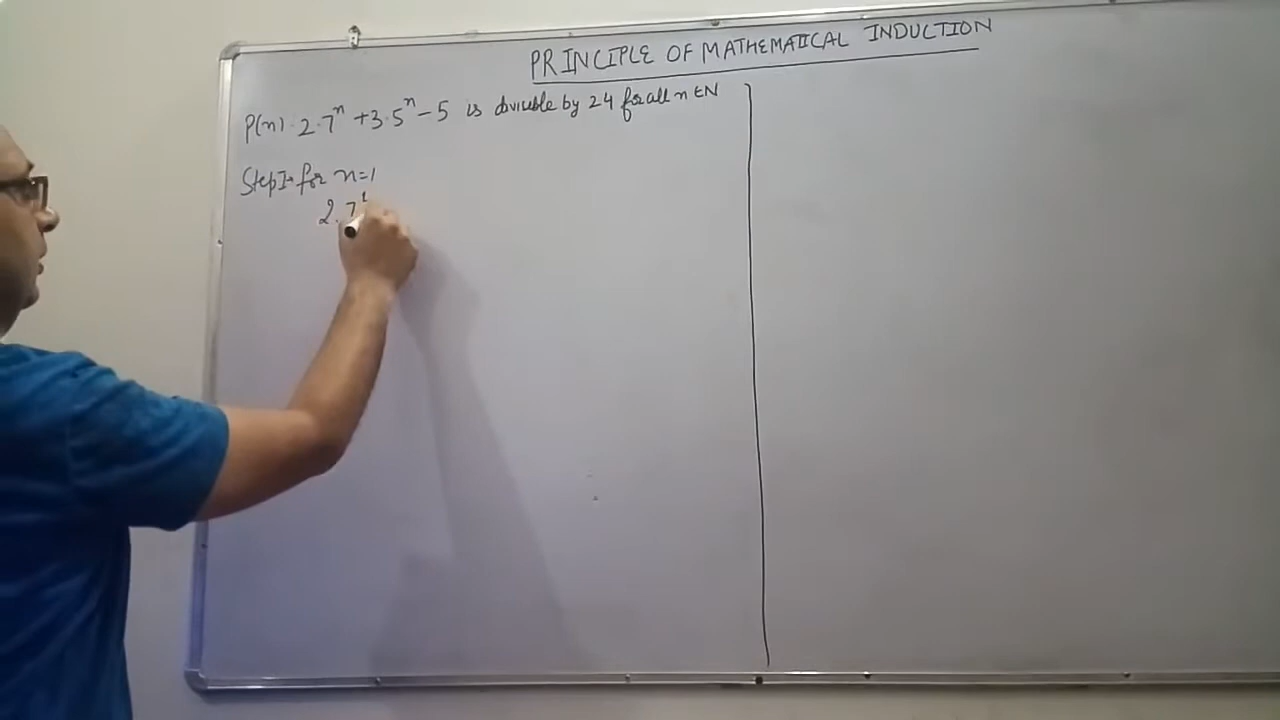 PRINCIPLE OF MATHEMATICAL INDUCTION
P(n): 2·7ⁿ + 3·5ⁿ - 5 is divisible by 24 for all n ∈ N
Step I- for n=1
2·7¹